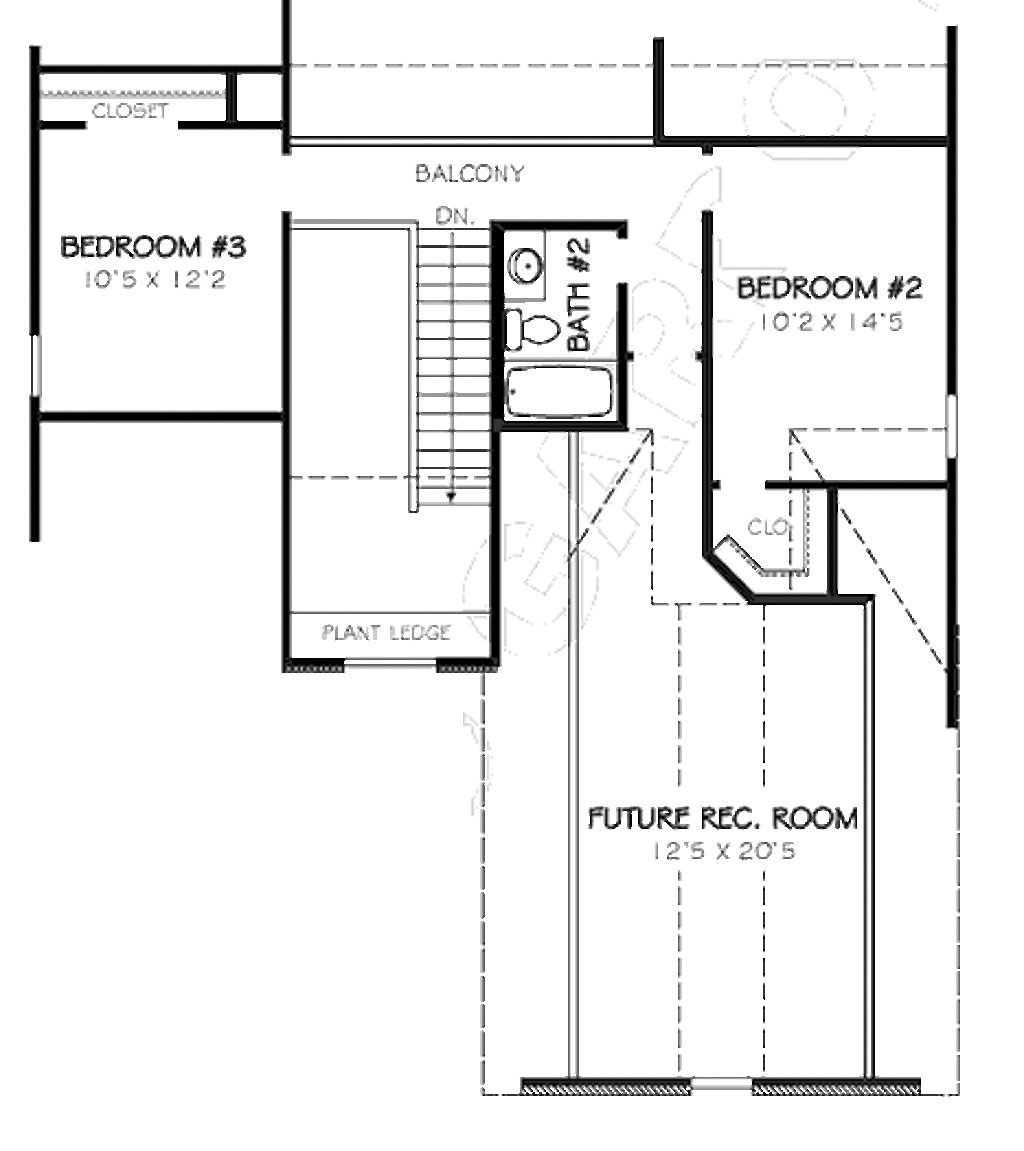 CLOSET
BALCONY
DN.
BEDROOM #3
10'5 X 12'2
BATH #2
BEDROOM #2
10'2 X 14'5
CLO.
PLANT LEDGE
FUTURE REC. ROOM
12'5 X 20'5